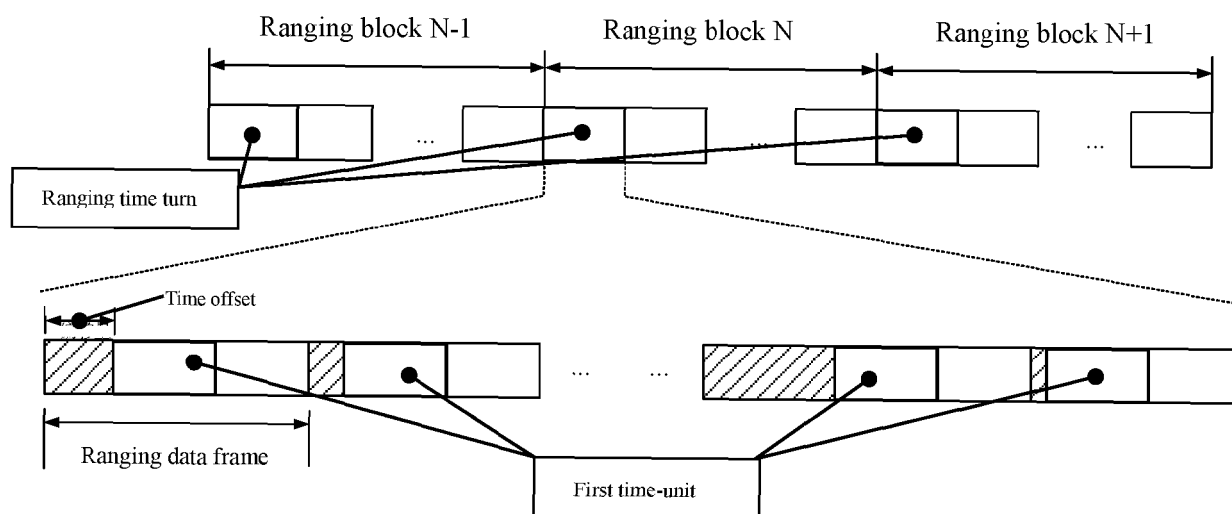 Ranging block N-1
Ranging block N
Ranging block N+1
...
...
...
Ranging time turn
Time offset
...
...
Ranging data frame
First time-unit